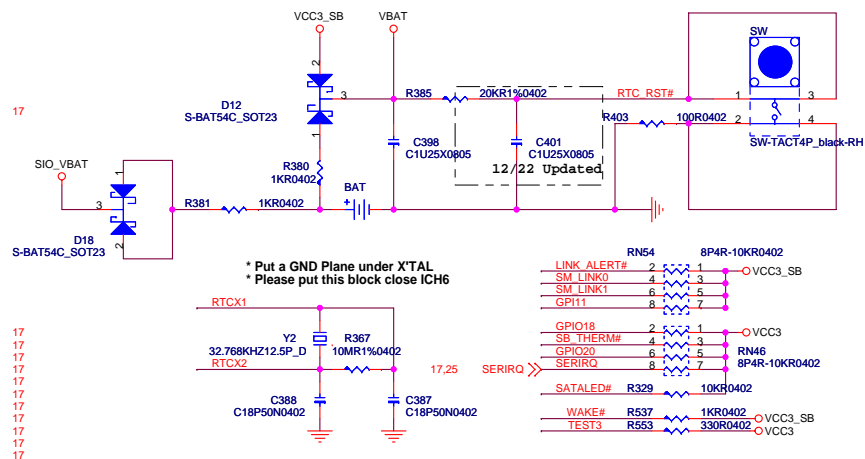 VCC3_SB
VBAT
SW
D12
S-BAT54C_SOT23
2
3
1
R385
20KR1%0402
RTC_RST#
1
3
2
4
R403
100R0402
SW-TACT4P_black-RH
17
C398
C1U25X0805
C401
C1U25X0805
12/22 Updated
SIO_VBAT
R380
1KR0402
BAT
+
1
3
2
R381
1KR0402
D18
S-BAT54C_SOT23
* Put a GND Plane under X'TAL
* Please put this block close ICH6
RN54
8P4R-10KR0402
LINK_ALERT#
2
1
VCC3_SB
SM_LINK0
4
3
SM_LINK1
6
5
GPI11
8
7
RTCX1
Y2
32.768KHZ12.5P_D
R367
10MR1%0402
RTCX2
C388
C18P50N0402
C387
C18P50N0402
GPIO18
2
1
VCC3
SB_THERM#
4
3
GPIO20
6
5
RN46
8P4R-10KR0402
17,25
SERIRQ
SERIRQ
8
7
SATALED#
R329
10KR0402
WAKE#
R537
1KR0402
VCC3_SB
TEST3
R553
330R0402
VCC3
17
17
17
17
17
17
17
17
17
17
17